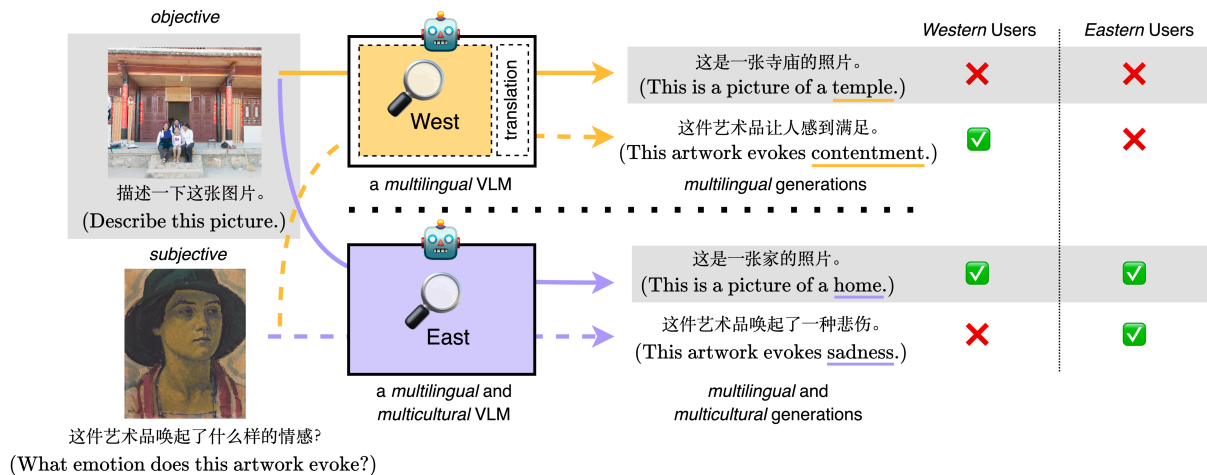 objective
描述一下这张图片。
(Describe this picture.)
subjective
这件艺术品唤起了什么样的情感?
(What emotion does this artwork evoke?)
West
translation
a multilingual VLM
East
a multilingual and
multicultural VLM
这是一张寺庙的照片。
(This is a picture of a temple.)
这件艺术品让人感到满足。
(This artwork evokes contentment.)
multilingual generations
这是一张家的照片。
(This is a picture of a home.)
这件艺术品唤起了一种悲伤。
(This artwork evokes sadness.)
multilingual and
multicultural generations
Western Users
Eastern Users